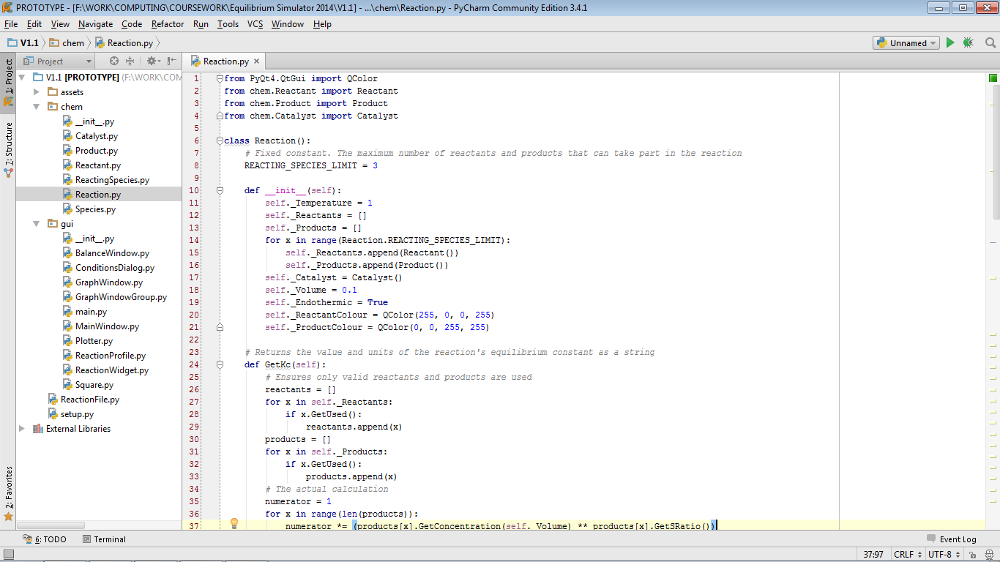 PROTOTYPE - [F:\WORK\COMPUTING\COURSEWORK\Equilibrium Simulator 2014\V1.1] - ...\chem\Reaction.py - PyCharm Community Edition 3.4.1
File Edit View Navigate Code Refactor Run Tools VCS Window Help
V1.1 chem Reaction.py Unnamed
1: Project
2: Structure
2: Favorites
Project
V1.1 [PROTOTYPE] (F:\WORK\COM
assets
chem
__init__.py
Catalyst.py
Product.py
Reactant.py
ReactingSpecies.py
Reaction.py
Species.py
gui
__init__.py
BalanceWindow.py
ConditionsDialog.py
GraphWindow.py
GraphWindowGroup.py
main.py
MainWindow.py
Plotter.py
ReactionProfile.py
ReactionWidget.py
Square.py
ReactionFile.py
setup.py
External Libraries
Reaction.py
1 from PyQt4.QtGui import QColor
2 from chem.Reactant import Reactant
3 from chem.Product import Product
4 from chem.Catalyst import Catalyst
5
6 class Reaction():
7 # Fixed constant. The maximum number of reactants and products that can take part in the reaction
8 REACTING_SPECIES_LIMIT = 3
9
10 def __init__(self):
11 self._Temperature = 1
12 self._Reactants = []
13 self._Products = []
14 for x in range(Reaction.REACTING_SPECIES_LIMIT):
15 self._Reactants.append(Reactant())
16 self._Products.append(Product())
17 self._Catalyst = Catalyst()
18 self._Volume = 0.1
19 self._Endothermic = True
20 self._ReactantColour = QColor(255, 0, 0, 255)
21 self._ProductColour = QColor(0, 0, 255, 255)
22
23 # Returns the value and units of the reaction's equilibrium constant as a string
24 def GetKc(self):
25 # Ensures only valid reactants and products are used
26 reactants = []
27 for x in self._Reactants:
28 if x.GetUsed():
29 reactants.append(x)
30 products = []
31 for x in self._Products:
32 if x.GetUsed():
33 products.append(x)
34 # The actual calculation
35 numerator = 1
36 for x in range(len(products)):
37 numerator *= (products[x].GetConcentration(self._Volume) ** products[x].GetSRatio())
6: TODO Terminal Event Log
37:97 CRLF UTF-8